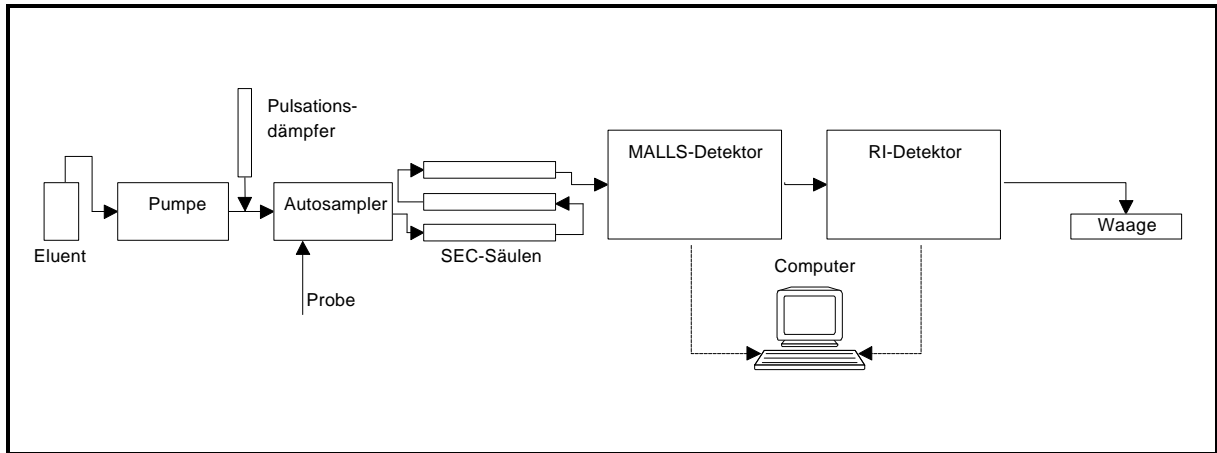 Pulsations-
dämpfer
MALLS-Detektor
RI-Detektor
Pumpe
Autosampler
Waage
Eluent
SEC-Säulen
Computer
Probe